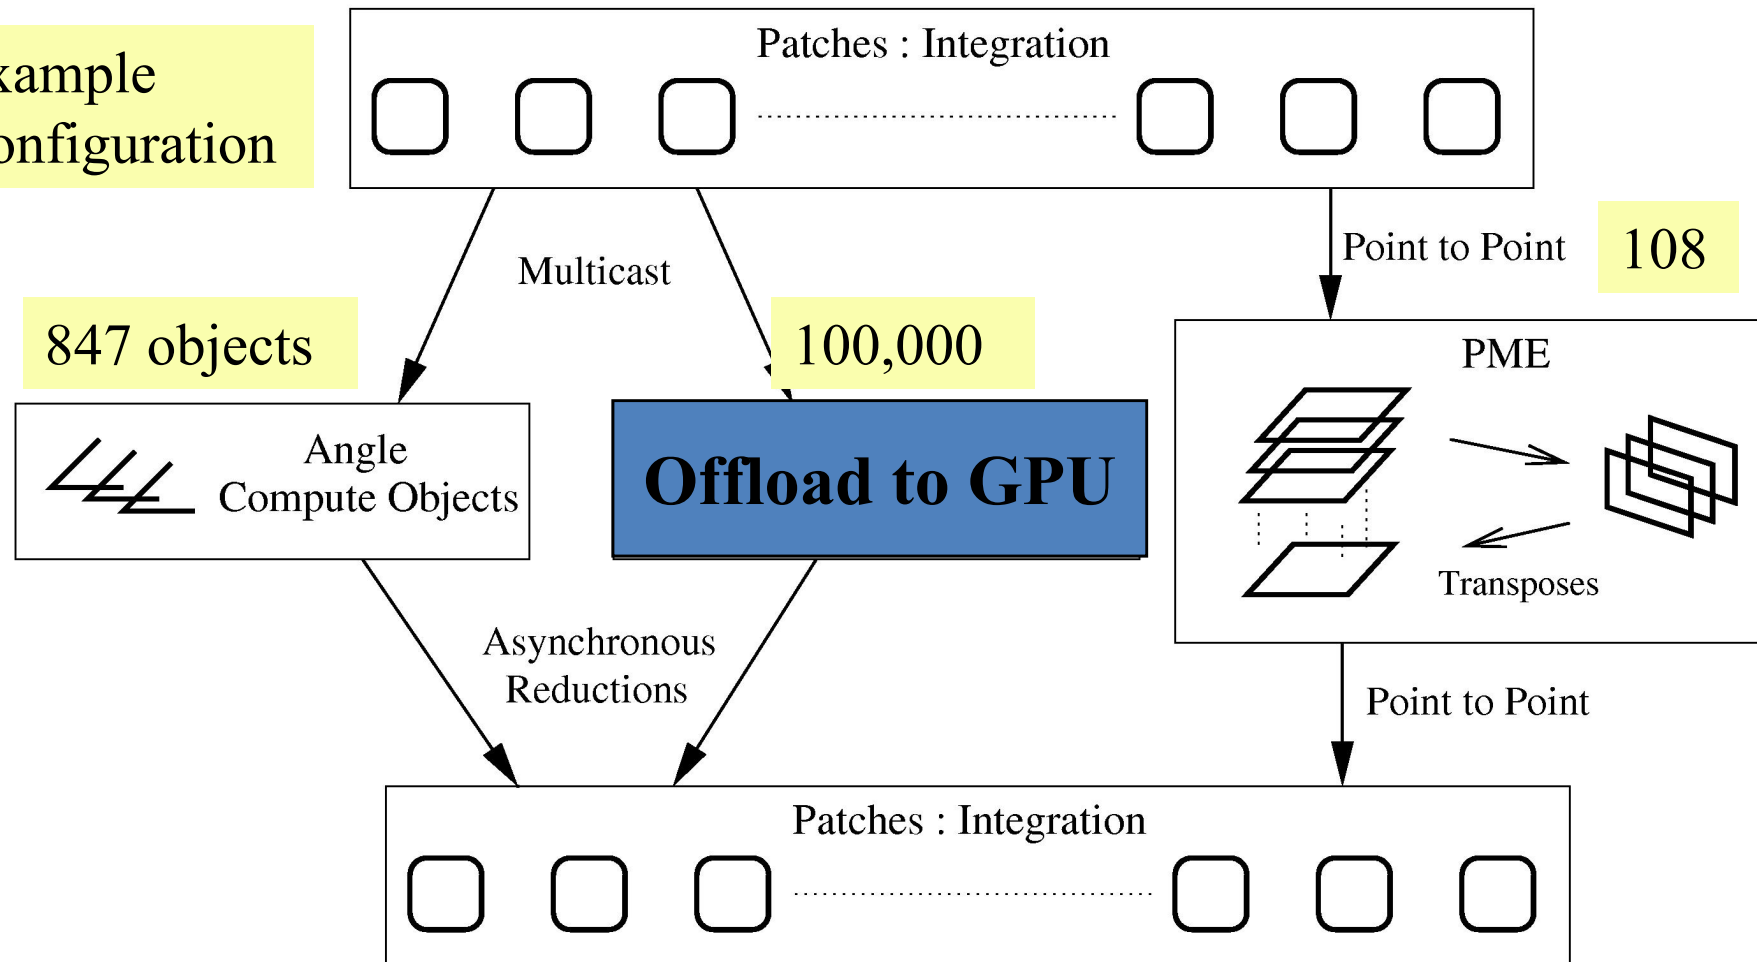 Patches : Integration
xample
onfiguration
Multicast
Point to Point
108
847 objects
100,000
PME
Angle
Compute Objects
Offload to GPU
Transposes
Asynchronous
Reductions
Point to Point
Patches : Integration